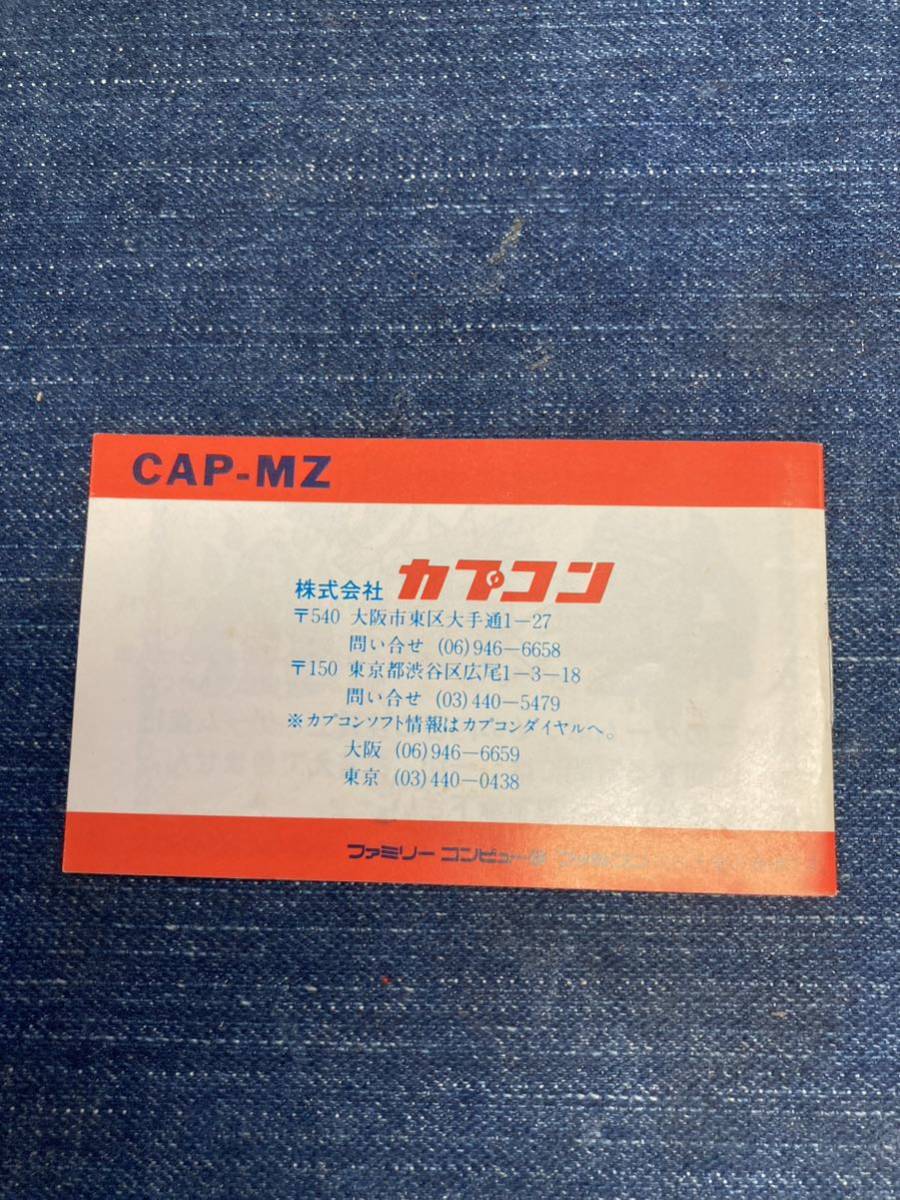 CAP-MZ
株式会社 カプコン
〒540 大阪市東区大手通1-27
問い合せ (06)946-6658
〒150 東京都渋谷区広尾1-3-18
問い合せ (03)440-5479
※カプコンソフト情報はカプコンダイヤルへ。
大阪 (06)946-6659
東京 (03)440-0438
ファミリー コンピュータ